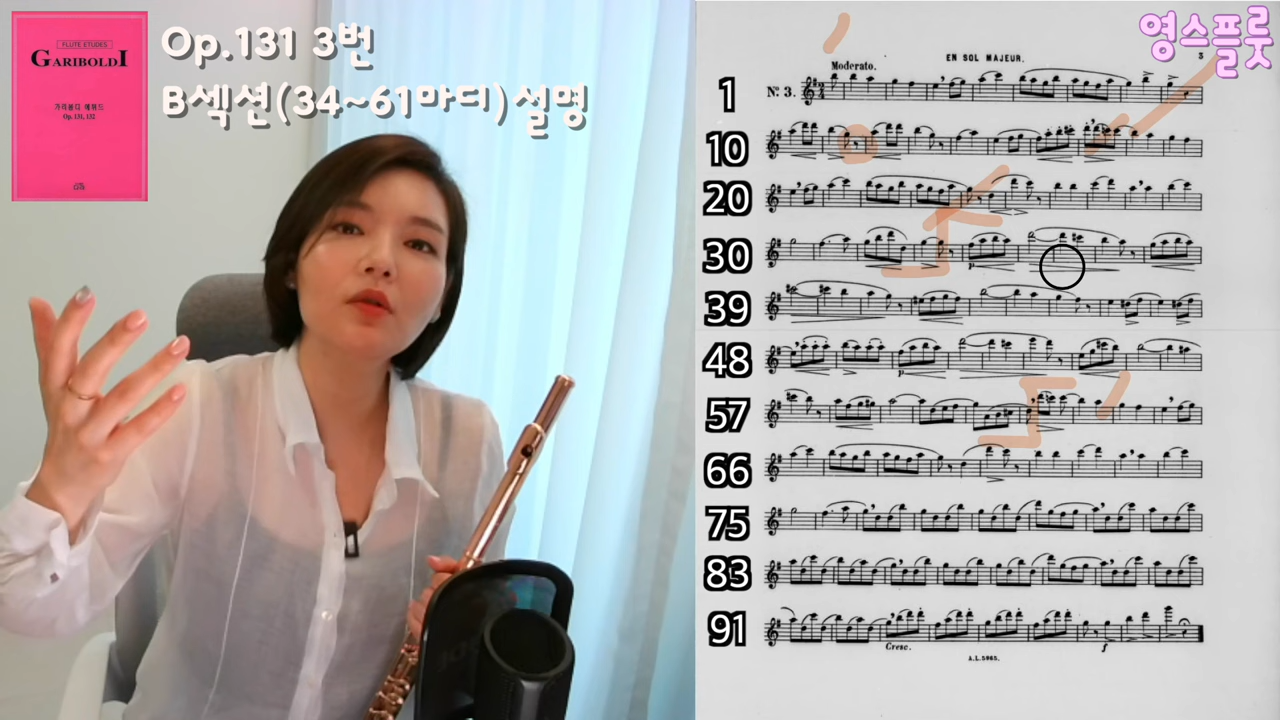 FLUTE ETUDES
GARIBOLDI
가리볼디 에튀드
Op. 131, 132
Op.131 3번
B섹션(34~61마디)설명
영스플룻
EN SOL MAJEUR.
3
Moderato.
Nº 3.
1
10
20
30
p
39
48
p
57
66
75
83
91
Cresc.
f
A.L.5065.